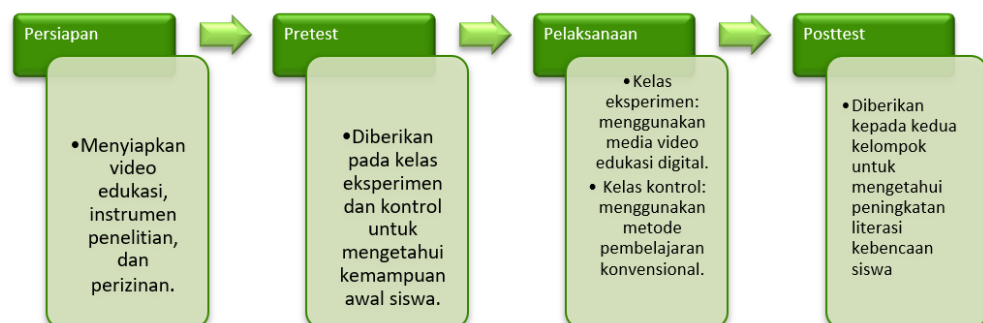 Persiapan
•Menyiapkan
video
edukasi,
instrumen
penelitian,
dan
perizinan.
Pretest
•Diberikan
pada kelas
eksperimen
dan kontrol
untuk
mengetahui
kemampuan
awal siswa.
Pelaksanaan
•Kelas
eksperimen:
menggunakan
media video
edukasi digital.
• Kelas kontrol:
menggunakan
metode
pembelajaran
konvensional.
Posttest
•Diberikan
kepada kedua
kelompok
untuk
mengetahui
peningkatan
literasi
kebencaan
siswa